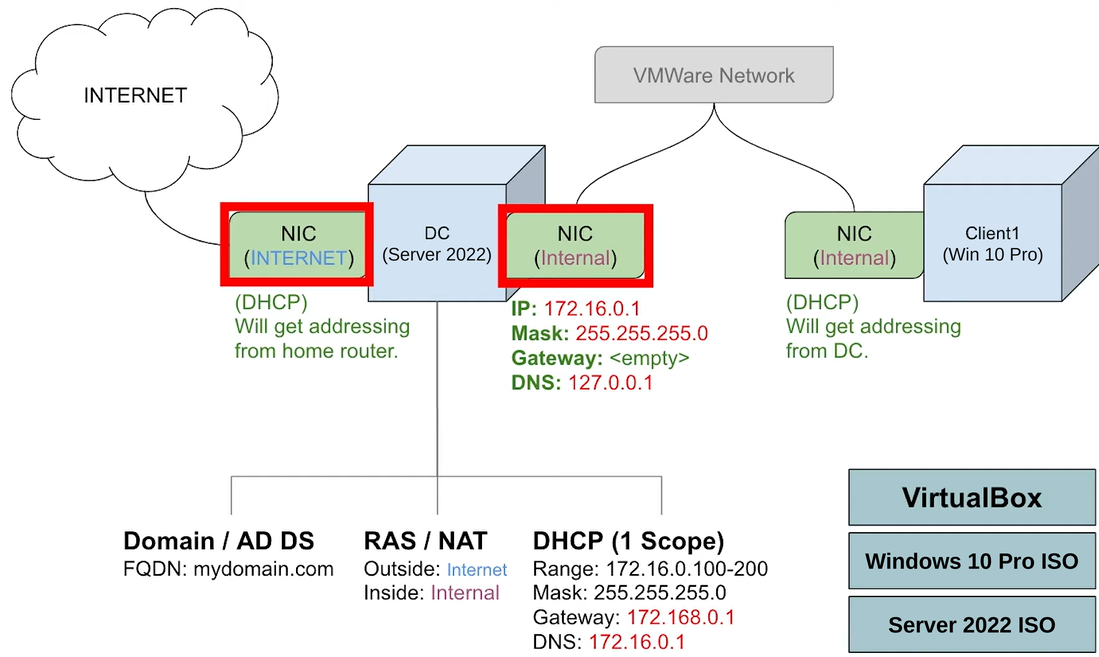 INTERNET
VMWare Network
NIC
(INTERNET)
DC
(Server 2022)
NIC
(Internal)
NIC
(Internal)
Client1
(Win 10 Pro)
(DHCP)
Will get addressing
from home router.
IP: 172.16.0.1
Mask: 255.255.255.0
Gateway: <empty>
DNS: 127.0.0.1
(DHCP)
Will get addressing
from DC.
Domain / AD DS
FQDN: mydomain.com
RAS / NAT
Outside: Internet
Inside: Internal
DHCP (1 Scope)
Range: 172.16.0.100-200
Mask: 255.255.255.0
Gateway: 172.168.0.1
DNS: 172.16.0.1
VirtualBox
Windows 10 Pro ISO
Server 2022 ISO